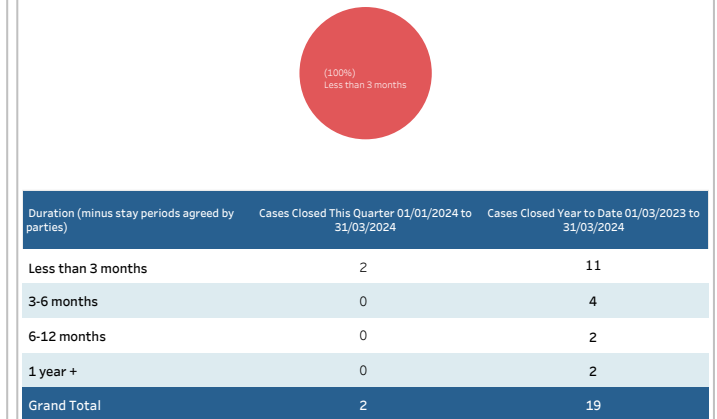 (100%)
Less than 3 months
Duration (minus stay periods agreed by parties)
Cases Closed This Quarter 01/01/2024 to 31/03/2024
Cases Closed Year to Date 01/03/2023 to 31/03/2024
Less than 3 months 2 11
3-6 months 0 4
6-12 months 0 2
1 year + 0 2
Grand Total 2 19